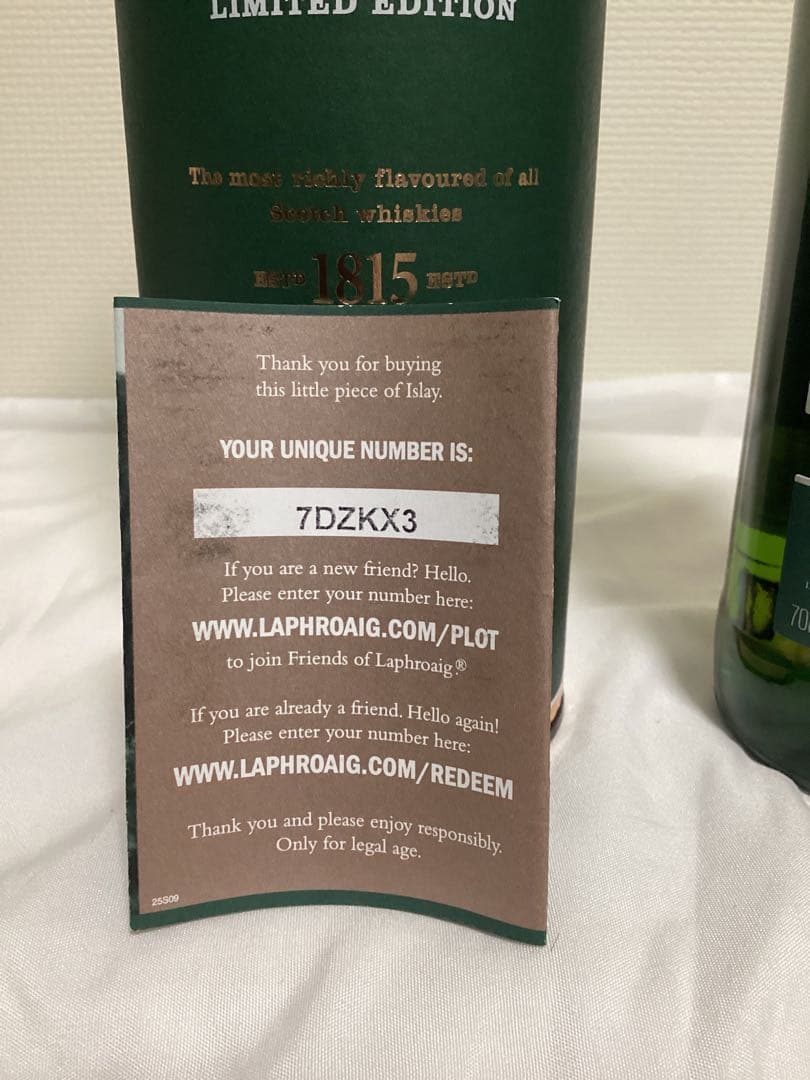 LIMITED EDITION
The most richly flavoured of all
Scotch whiskies
ESTD 1815 ESTD
Thank you for buying
this little piece of Islay.
YOUR UNIQUE NUMBER IS:
7DZKX3
If you are a new friend? Hello.
Please enter your number here:
WWW.LAPHROAIG.COM/PLOT
to join Friends of Laphroaig®
If you are already a friend. Hello again!
Please enter your number here:
WWW.LAPHROAIG.COM/REDEEM
Thank you and please enjoy responsibly.
Only for legal age.
25S09